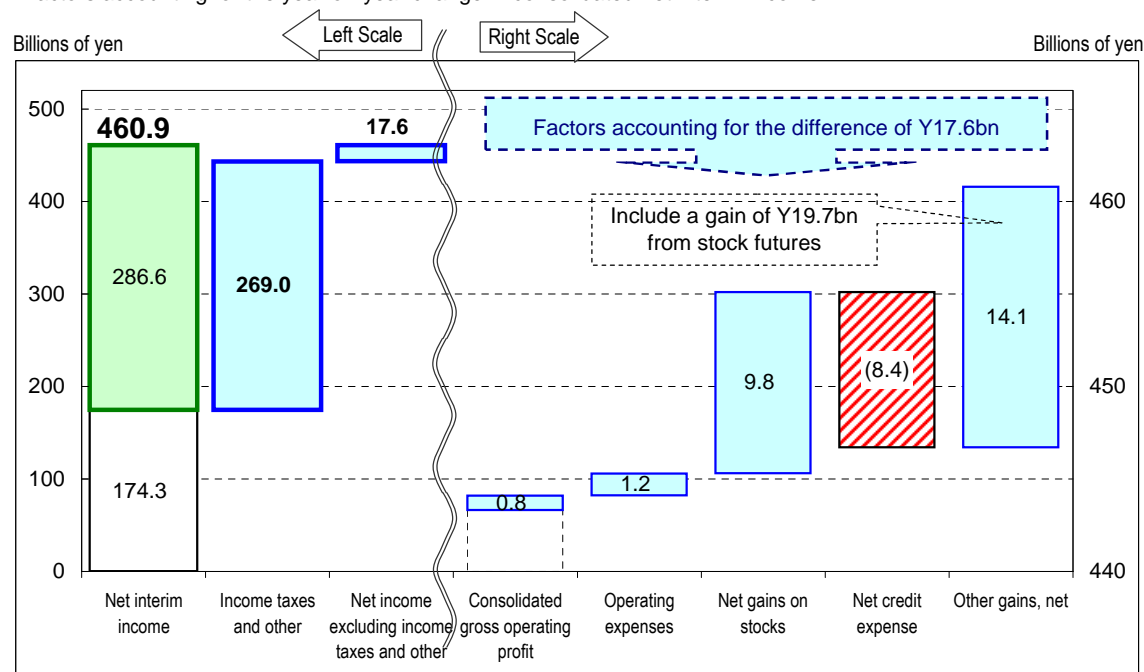 Left Scale
Right Scale
Billions of yen
Billions of yen
500
400
300
200
100
0
460.9
286.6
174.3
269.0
17.6
Factors accounting for the difference of Y17.6bn
Include a gain of Y19.7bn
from stock futures
0.8
1.2
9.8
(8.4)
14.1
460
450
440
Net interim
income
Income taxes
and other
Net income
excluding income
taxes and other
Consolidated
gross operating
profit
Operating
expenses
Net gains on
stocks
Net credit
expense
Other gains, net